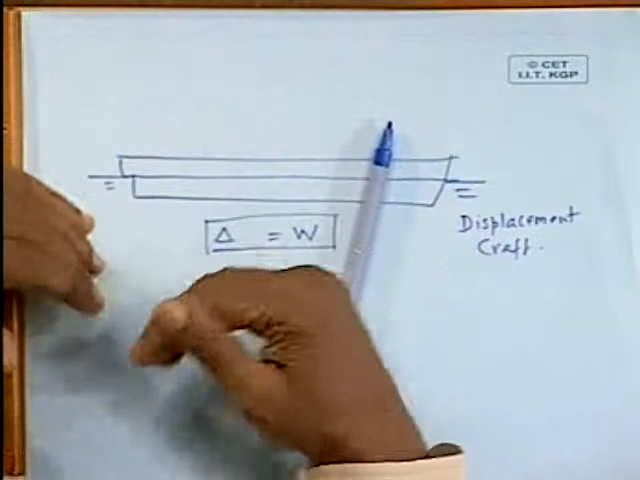 © CET
I.I.T. KGP
Displacement
Craft.
Δ = W